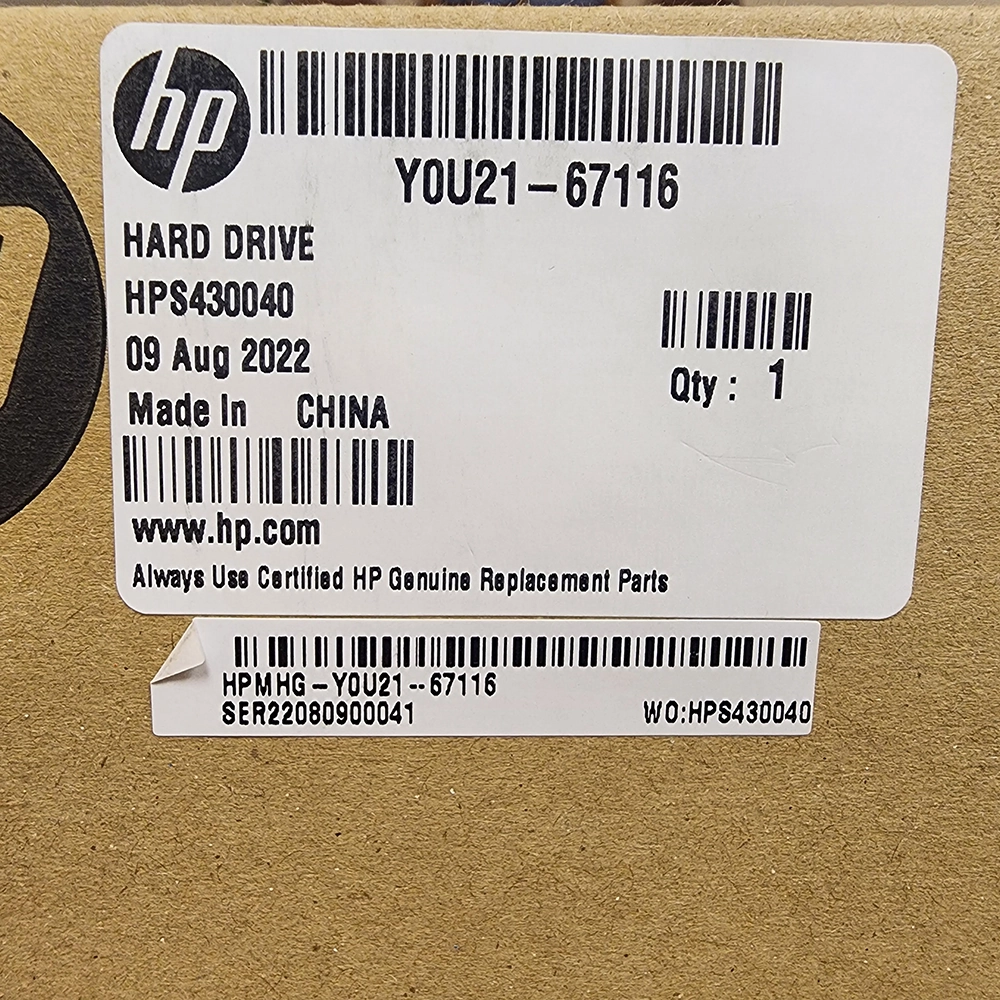 hp
Y0U21-67116
HARD DRIVE
HPS430040
09 Aug 2022
Made In CHINA
Qty : 1
www.hp.com
Always Use Certified HP Genuine Replacement Parts
HPMHG-Y0U21--67116
SER22080900041 WO:HPS430040